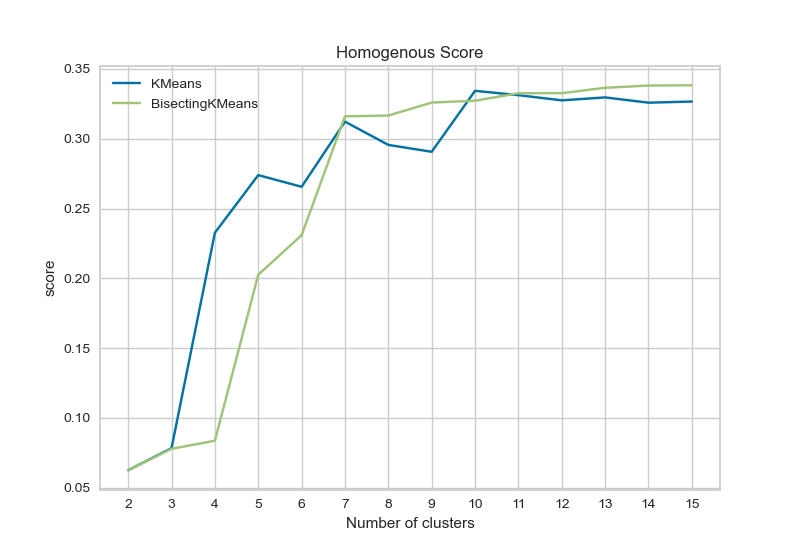 Homogenous Score
KMeans
BisectingKMeans
0.35
0.30
0.25
0.20
0.15
0.10
0.05
score
2 3 4 5 6 7 8 9 10 11 12 13 14 15
Number of clusters